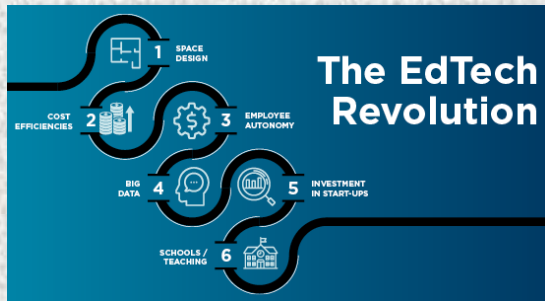 The EdTech
Revolution
1 SPACE
DESIGN
COST
EFFICIENCIES 2
3 EMPLOYEE
AUTONOMY
BIG
DATA 4
5 INVESTMENT
IN START-UPS
SCHOOLS /
TEACHING 6
$